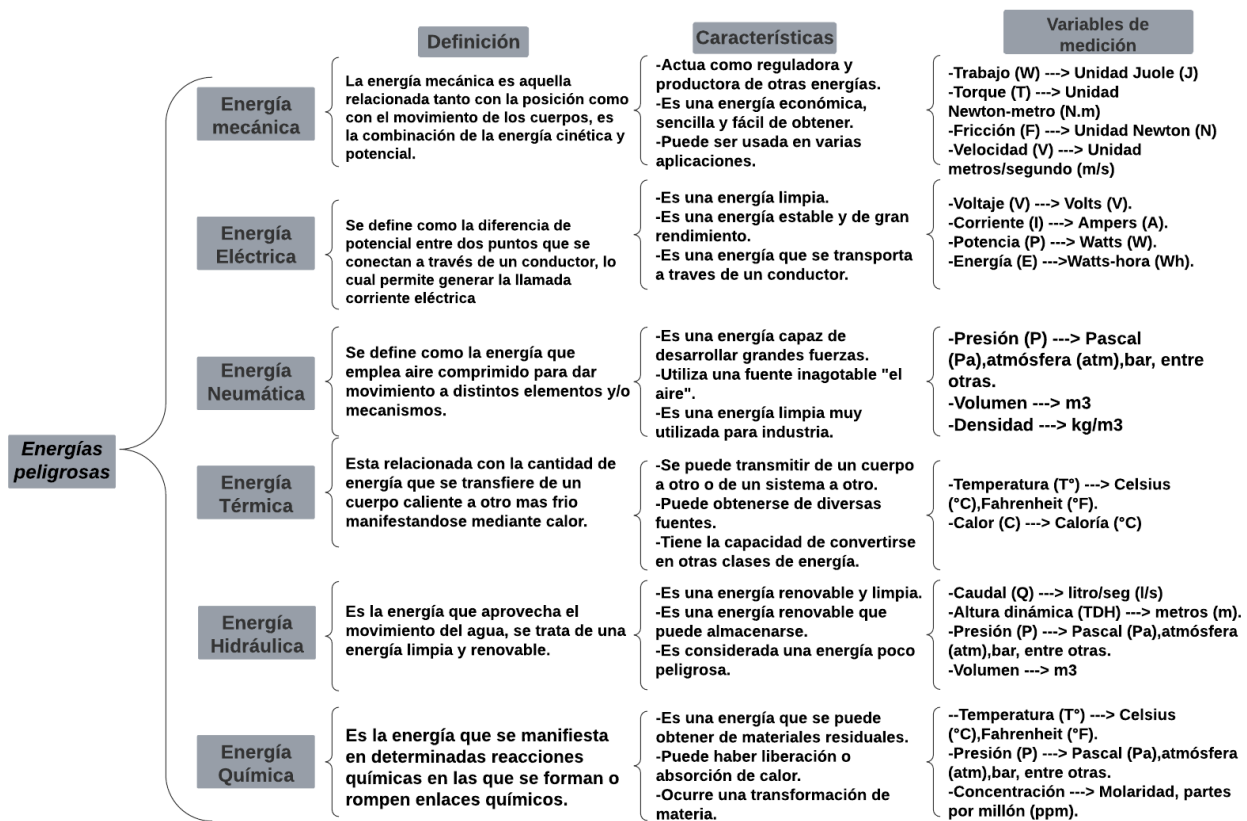 Definición
Características
Variables de
medición
Energías
peligrosas
Energía
mecánica
La energía mecánica es aquella
relacionada tanto con la posición como
con el movimiento de los cuerpos, es
la combinación de la energía cinética y
potencial.
-Actua como reguladora y
productora de otras energías.
-Es una energía económica,
sencilla y fácil de obtener.
-Puede ser usada en varias
aplicaciones.
-Trabajo (W) ---> Unidad Juole (J)
-Torque (T) ---> Unidad
Newton-metro (N.m)
-Fricción (F) ---> Unidad Newton (N)
-Velocidad (V) ---> Unidad
metros/segundo (m/s)
Energía
Eléctrica
Se define como la diferencia de
potencial entre dos puntos que se
conectan a través de un conductor, lo
cual permite generar la llamada
corriente eléctrica
-Es una energía limpia.
-Es una energía estable y de gran
rendimiento.
-Es una energía que se transporta
a traves de un conductor.
-Voltaje (V) ---> Volts (V).
-Corriente (I) ---> Ampers (A).
-Potencia (P) ---> Watts (W).
-Energía (E) --->Watts-hora (Wh).
Energía
Neumática
Se define como la energía que
emplea aire comprimido para dar
movimiento a distintos elementos y/o
mecanismos.
-Es una energía capaz de
desarrollar grandes fuerzas.
-Utiliza una fuente inagotable "el
aire".
-Es una energía limpia muy
utilizada para industria.
-Presión (P) ---> Pascal
(Pa),atmósfera (atm),bar, entre
otras.
-Volumen ---> m3
-Densidad ---> kg/m3
Energía
Térmica
Esta relacionada con la cantidad de
energía que se transfiere de un
cuerpo caliente a otro mas frio
manifestandose mediante calor.
-Se puede transmitir de un cuerpo
a otro o de un sistema a otro.
-Puede obtenerse de diversas
fuentes.
-Tiene la capacidad de convertirse
en otras clases de energía.
-Temperatura (T°) ---> Celsius
(°C),Fahrenheit (°F).
-Calor (C) ---> Caloría (°C)
Energía
Hidráulica
Es la energía que aprovecha el
movimiento del agua, se trata de una
energía limpia y renovable.
-Es una energía renovable y limpia.
-Es una energía renovable que
puede almacenarse.
-Es considerada una energía poco
peligrosa.
-Caudal (Q) ---> litro/seg (l/s)
-Altura dinámica (TDH) ---> metros (m).
-Presión (P) ---> Pascal (Pa),atmósfera
(atm),bar, entre otras.
-Volumen ---> m3
Energía
Química
Es la energía que se manifiesta
en determinadas reacciones
químicas en las que se forman o
rompen enlaces químicos.
-Es una energía que se puede
obtener de materiales residuales.
-Puede haber liberación o
absorción de calor.
-Ocurre una transformación de
materia.
--Temperatura (T°) ---> Celsius
(°C),Fahrenheit (°F).
-Presión (P) ---> Pascal (Pa),atmósfera
(atm),bar, entre otras.
-Concentración ---> Molaridad, partes
por millón (ppm).